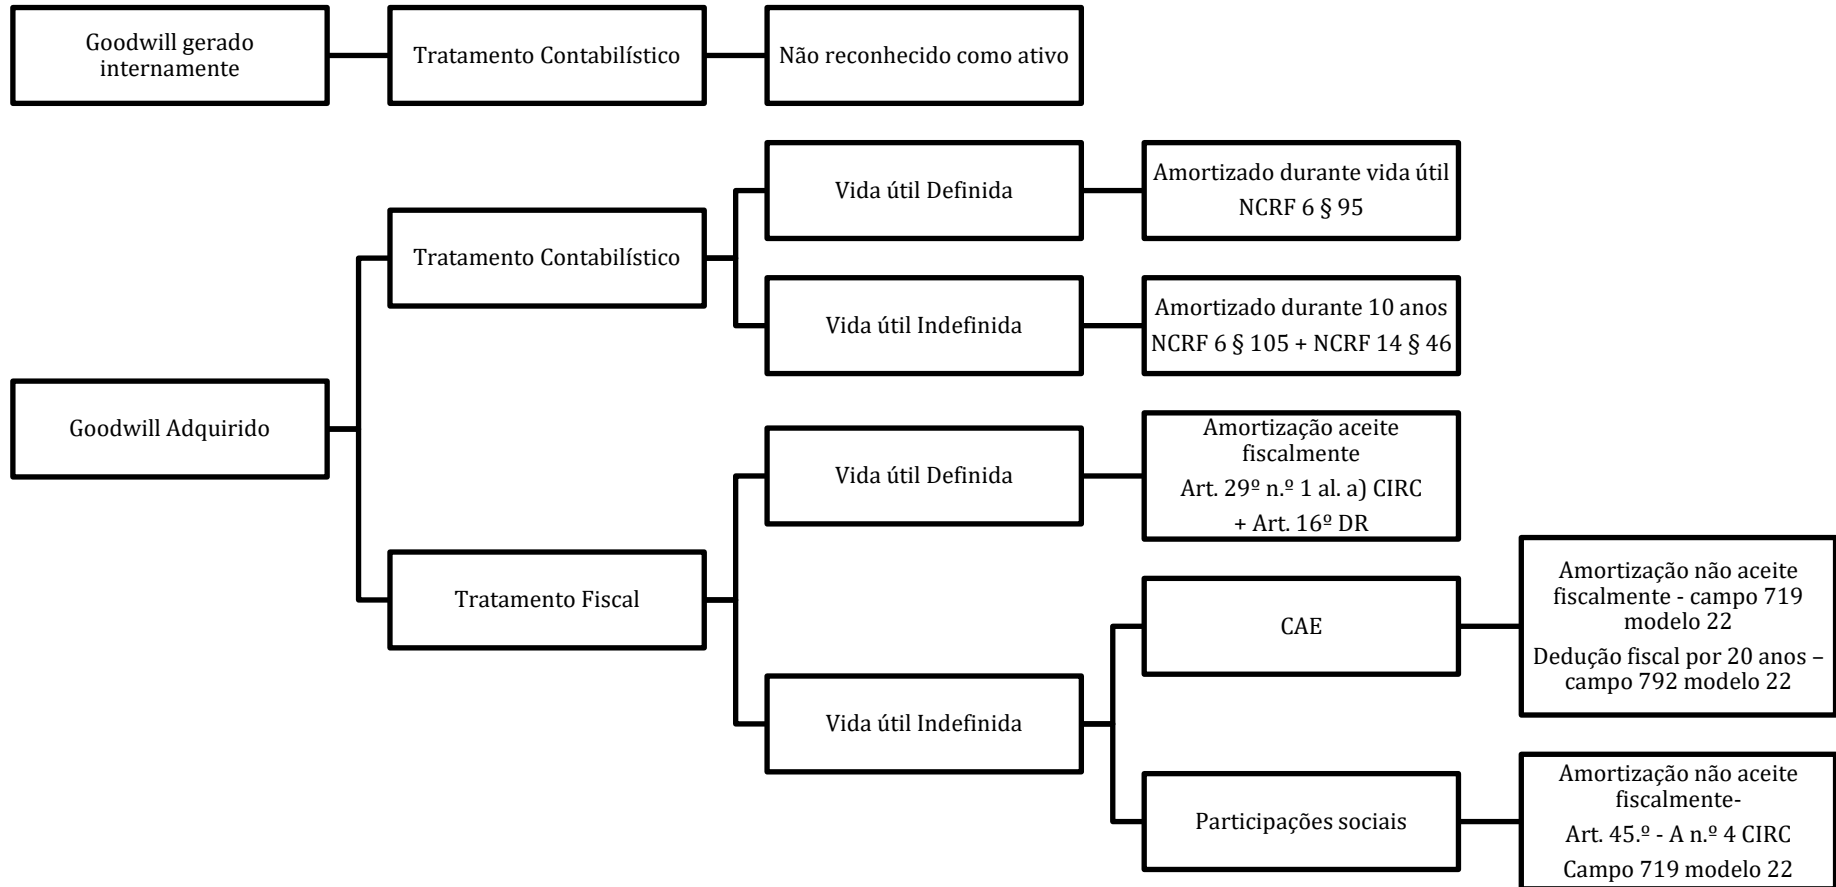 Goodwill gerado
internamente
Tratamento Contabilístico
Não reconhecido como ativo
Goodwill Adquirido
Tratamento Contabilístico
Vida útil Definida
Amortizado durante vida útil
NCRF 6 § 95
Vida útil Indefinida
Amortizado durante 10 anos
NCRF 6 § 105 + NCRF 14 § 46
Tratamento Fiscal
Vida útil Definida
Amortização aceite
fiscalmente
Art. 29º n.º 1 al. a) CIRC
+ Art. 16º DR
Vida útil Indefinida
CAE
Amortização não aceite
fiscalmente - campo 719
modelo 22
Dedução fiscal por 20 anos –
campo 792 modelo 22
Participações sociais
Amortização não aceite
fiscalmente-
Art. 45.º - A n.º 4 CIRC
Campo 719 modelo 22